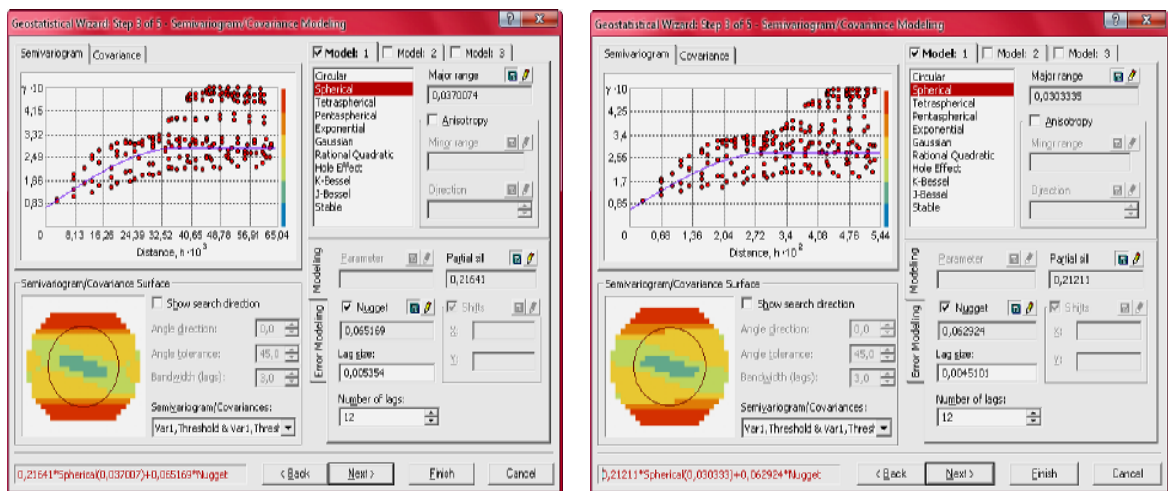 Geostatistical Wizard: Step 3 of 5 - Semivariogram/Covariance Modeling
Semivariogram
Covariance
γ ·10
4,15
3,32
2,49
1,66
0,83
0
8,13 16,26 24,39 32,52 40,65 48,78 56,91 65,04
Distance, h ·10³
Semivariogram/Covariance Surface
Show search direction
Angle direction: 0,0
Angle tolerance: 45,0
Bandwidth (lags): 3,0
Semivariogram/Covariances:
Var1,Threshold & Var1,Thresh
Model: 1
Model: 2
Model: 3
Circular
Spherical
Tetraspherical
Pentaspherical
Exponential
Gaussian
Rational Quadratic
Hole Effect
K-Bessel
J-Bessel
Stable
Major range
0,0370074
Anisotropy
Minor range
Direction
Modeling
Error Modeling
Parameter
Partial sill
0,21641
Nugget
0,065169
Shifts
X:
Y:
Lag size:
0,005354
Number of lags:
12
0,21641*Spherical(0,037007)+0,065169*Nugget
< Back
Next >
Finish
Cancel
Geostatistical Wizard: Step 3 of 5 - Semivariogram/Covariance Modeling
Semivariogram
Covariance
γ ·10
4,25
3,4
2,55
1,7
0,85
0
0,68 1,36 2,04 2,72 3,4 4,08 4,76 5,44
Distance, h ·10²
Semivariogram/Covariance Surface
Show search direction
Angle direction: 0,0
Angle tolerance: 45,0
Bandwidth (lags): 3,0
Semivariogram/Covariances:
Var1,Threshold & Var1,Thresh
Model: 1
Model: 2
Model: 3
Circular
Spherical
Tetraspherical
Pentaspherical
Exponential
Gaussian
Rational Quadratic
Hole Effect
K-Bessel
J-Bessel
Stable
Major range
0,0303335
Anisotropy
Minor range
Direction
Modeling
Error Modeling
Parameter
Partial sill
0,21211
Nugget
0,062924
Shifts
X:
Y:
Lag size:
0,0045101
Number of lags:
12
0,21211*Spherical(0,030333)+0,062924*Nugget
< Back
Next >
Finish
Cancel